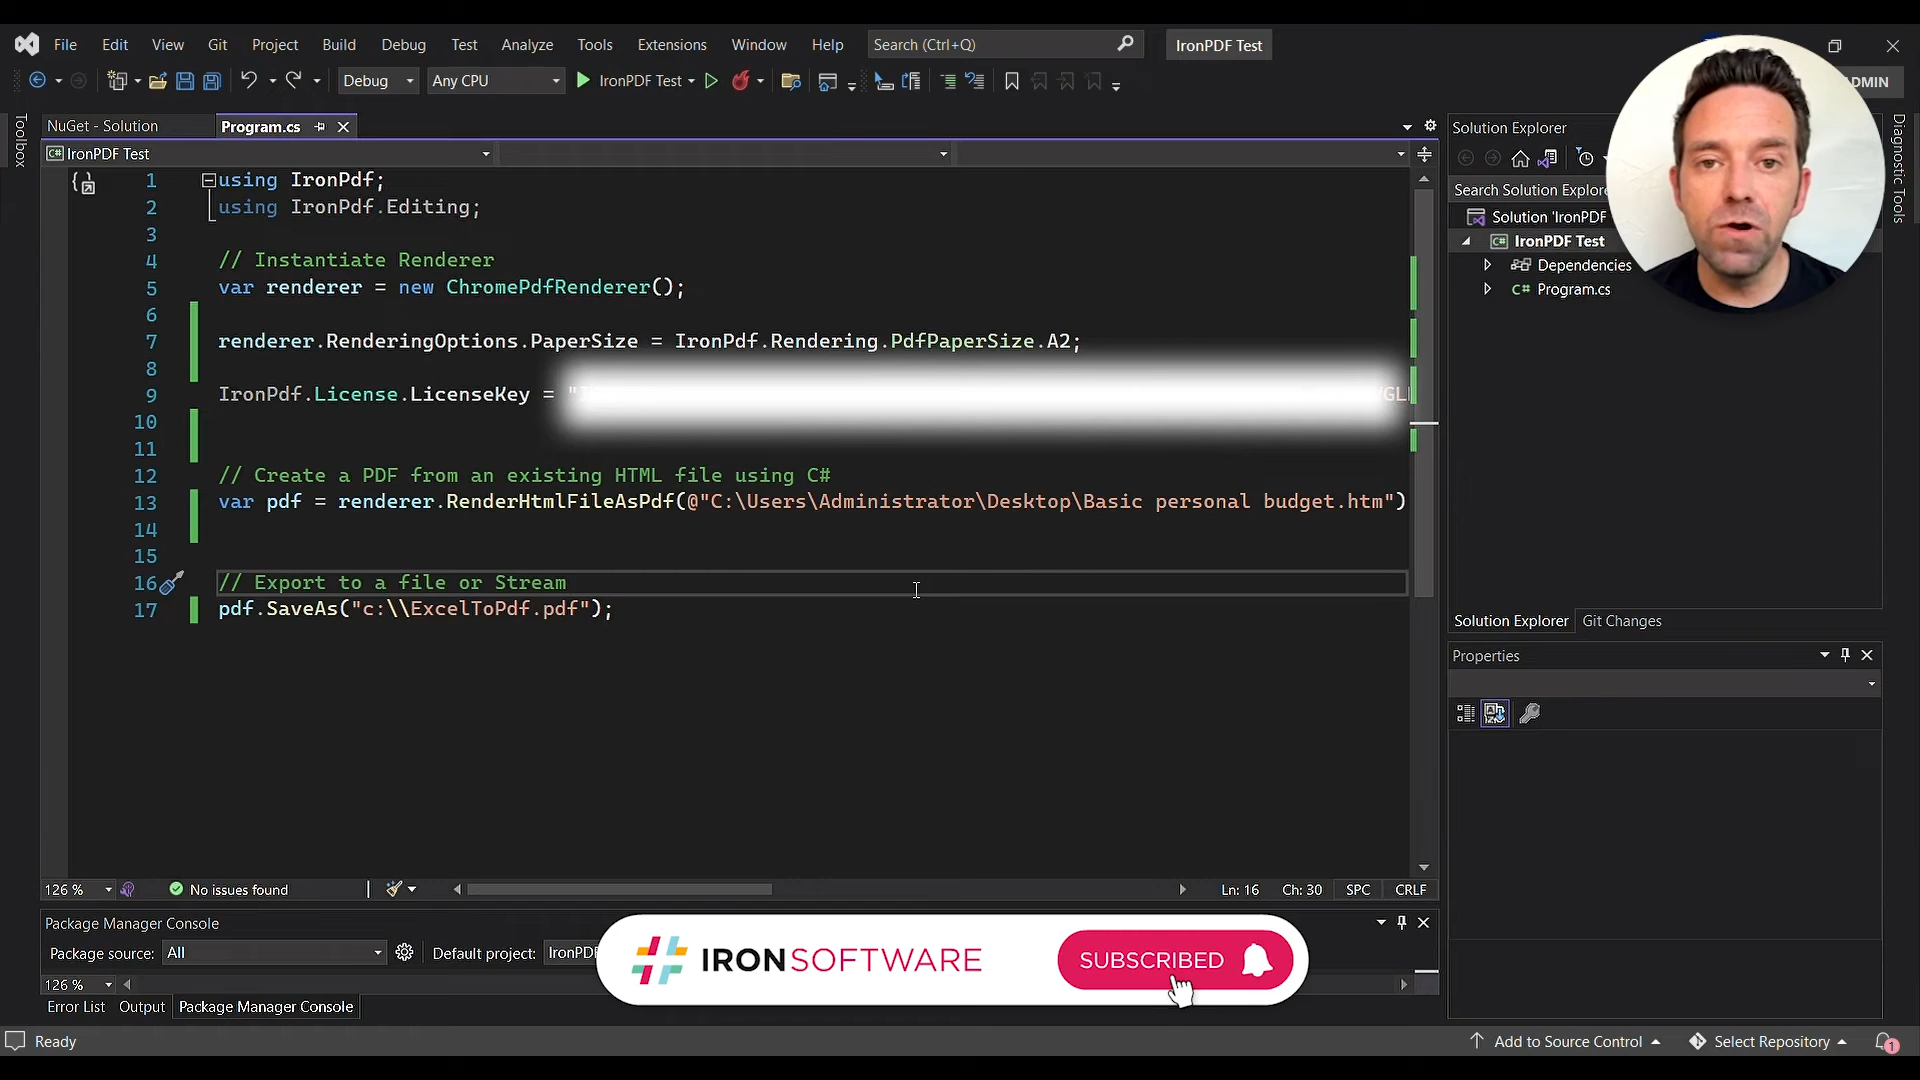 File Edit View Git Project Build Debug Test Analyze Tools Extensions Window Help Search (Ctrl+Q) IronPDF Test
Debug Any CPU IronPDF Test ADMIN
Toolbox
NuGet - Solution Program.cs
IronPDF Test
1 using IronPdf;
2 using IronPdf.Editing;
3
4 // Instantiate Renderer
5 var renderer = new ChromePdfRenderer();
6
7 renderer.RenderingOptions.PaperSize = IronPdf.Rendering.PdfPaperSize.A2;
8
9 IronPdf.License.LicenseKey = "
10
11
12 // Create a PDF from an existing HTML file using C#
13 var pdf = renderer.RenderHtmlFileAsPdf(@"C:\Users\Administrator\Desktop\Basic personal budget.htm")
14
15
16 // Export to a file or Stream
17 pdf.SaveAs("c:\\ExcelToPdf.pdf");
126 % No issues found Ln: 16 Ch: 30 SPC CRLF
Package Manager Console
Package source: All Default project: IronPDF
126 %
Error List Output Package Manager Console
Solution Explorer
Search Solution Explore
Solution 'IronPDF
C# IronPDF Test
Dependencies
C# Program.cs
Solution Explorer Git Changes
Properties
Diagnostic Tools
IRONSOFTWARE SUBSCRIBED
Ready Add to Source Control Select Repository 1